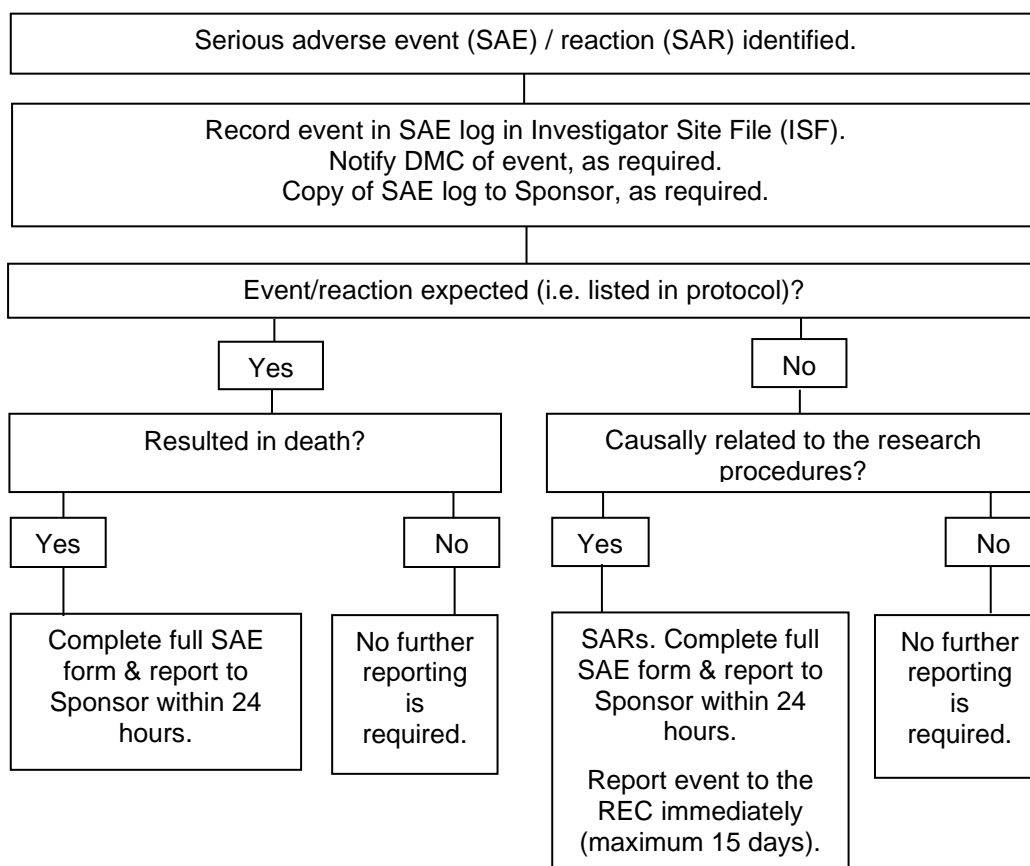 Serious adverse event (SAE) / reaction (SAR) identified.
Record event in SAE log in Investigator Site File (ISF).
Notify DMC of event, as required.
Copy of SAE log to Sponsor, as required.
Event/reaction expected (i.e. listed in protocol)?
Yes
No
Resulted in death?
Causally related to the research
procedures?
Yes
No
Yes
No
Complete full SAE
form & report to
Sponsor within 24
hours.
No further
reporting
is
required.
SARs. Complete full
SAE form & report to
Sponsor within 24
hours.
Report event to the
REC immediately
(maximum 15 days).
No further
reporting
is
required.